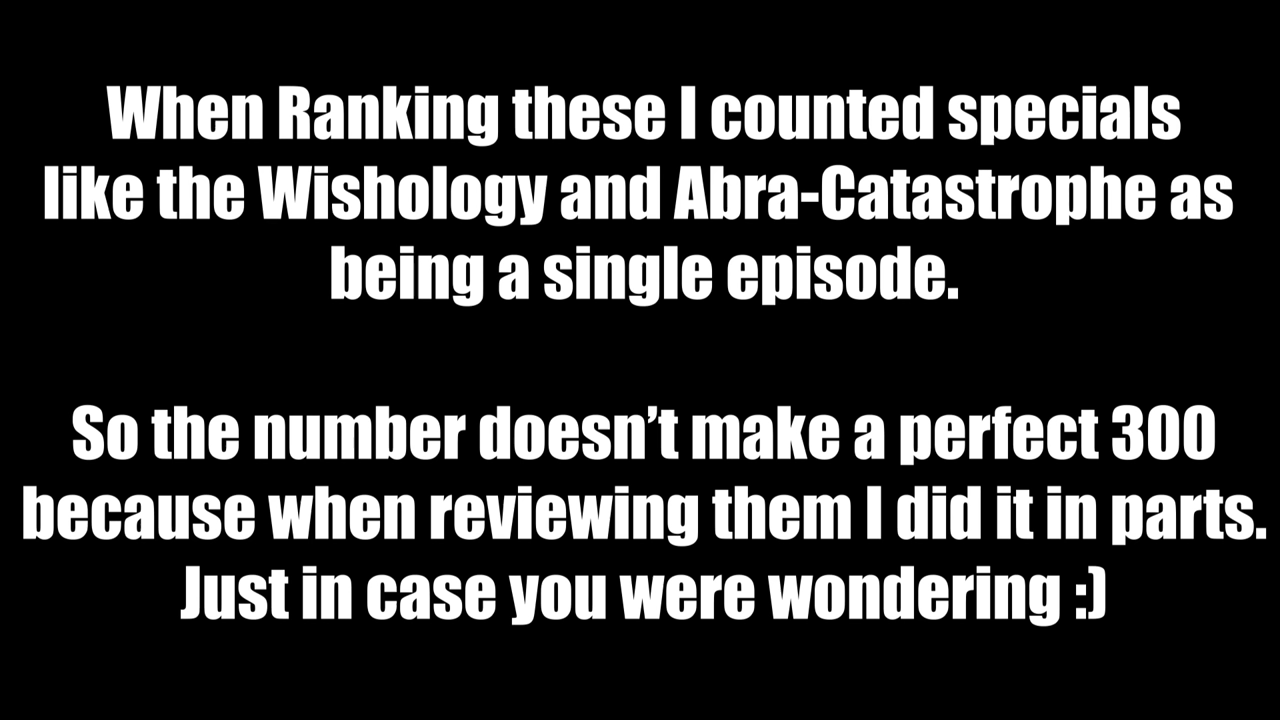 When Ranking these I counted specials
like the Wishology and Abra-Catastrophe as
being a single episode.
So the number doesn’t make a perfect 300
because when reviewing them I did it in parts.
Just in case you were wondering :)